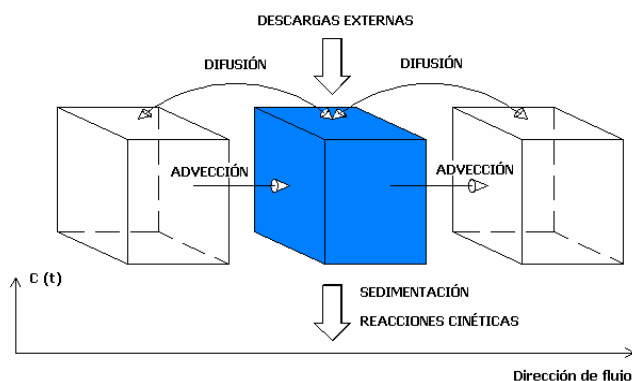 DESCARGAS EXTERNAS
DIFUSIÓN
DIFUSIÓN
ADVECCIÓN
ADVECCIÓN
C (t)
SEDIMENTACIÓN
REACCIONES CINÉTICAS
Dirección de flujo